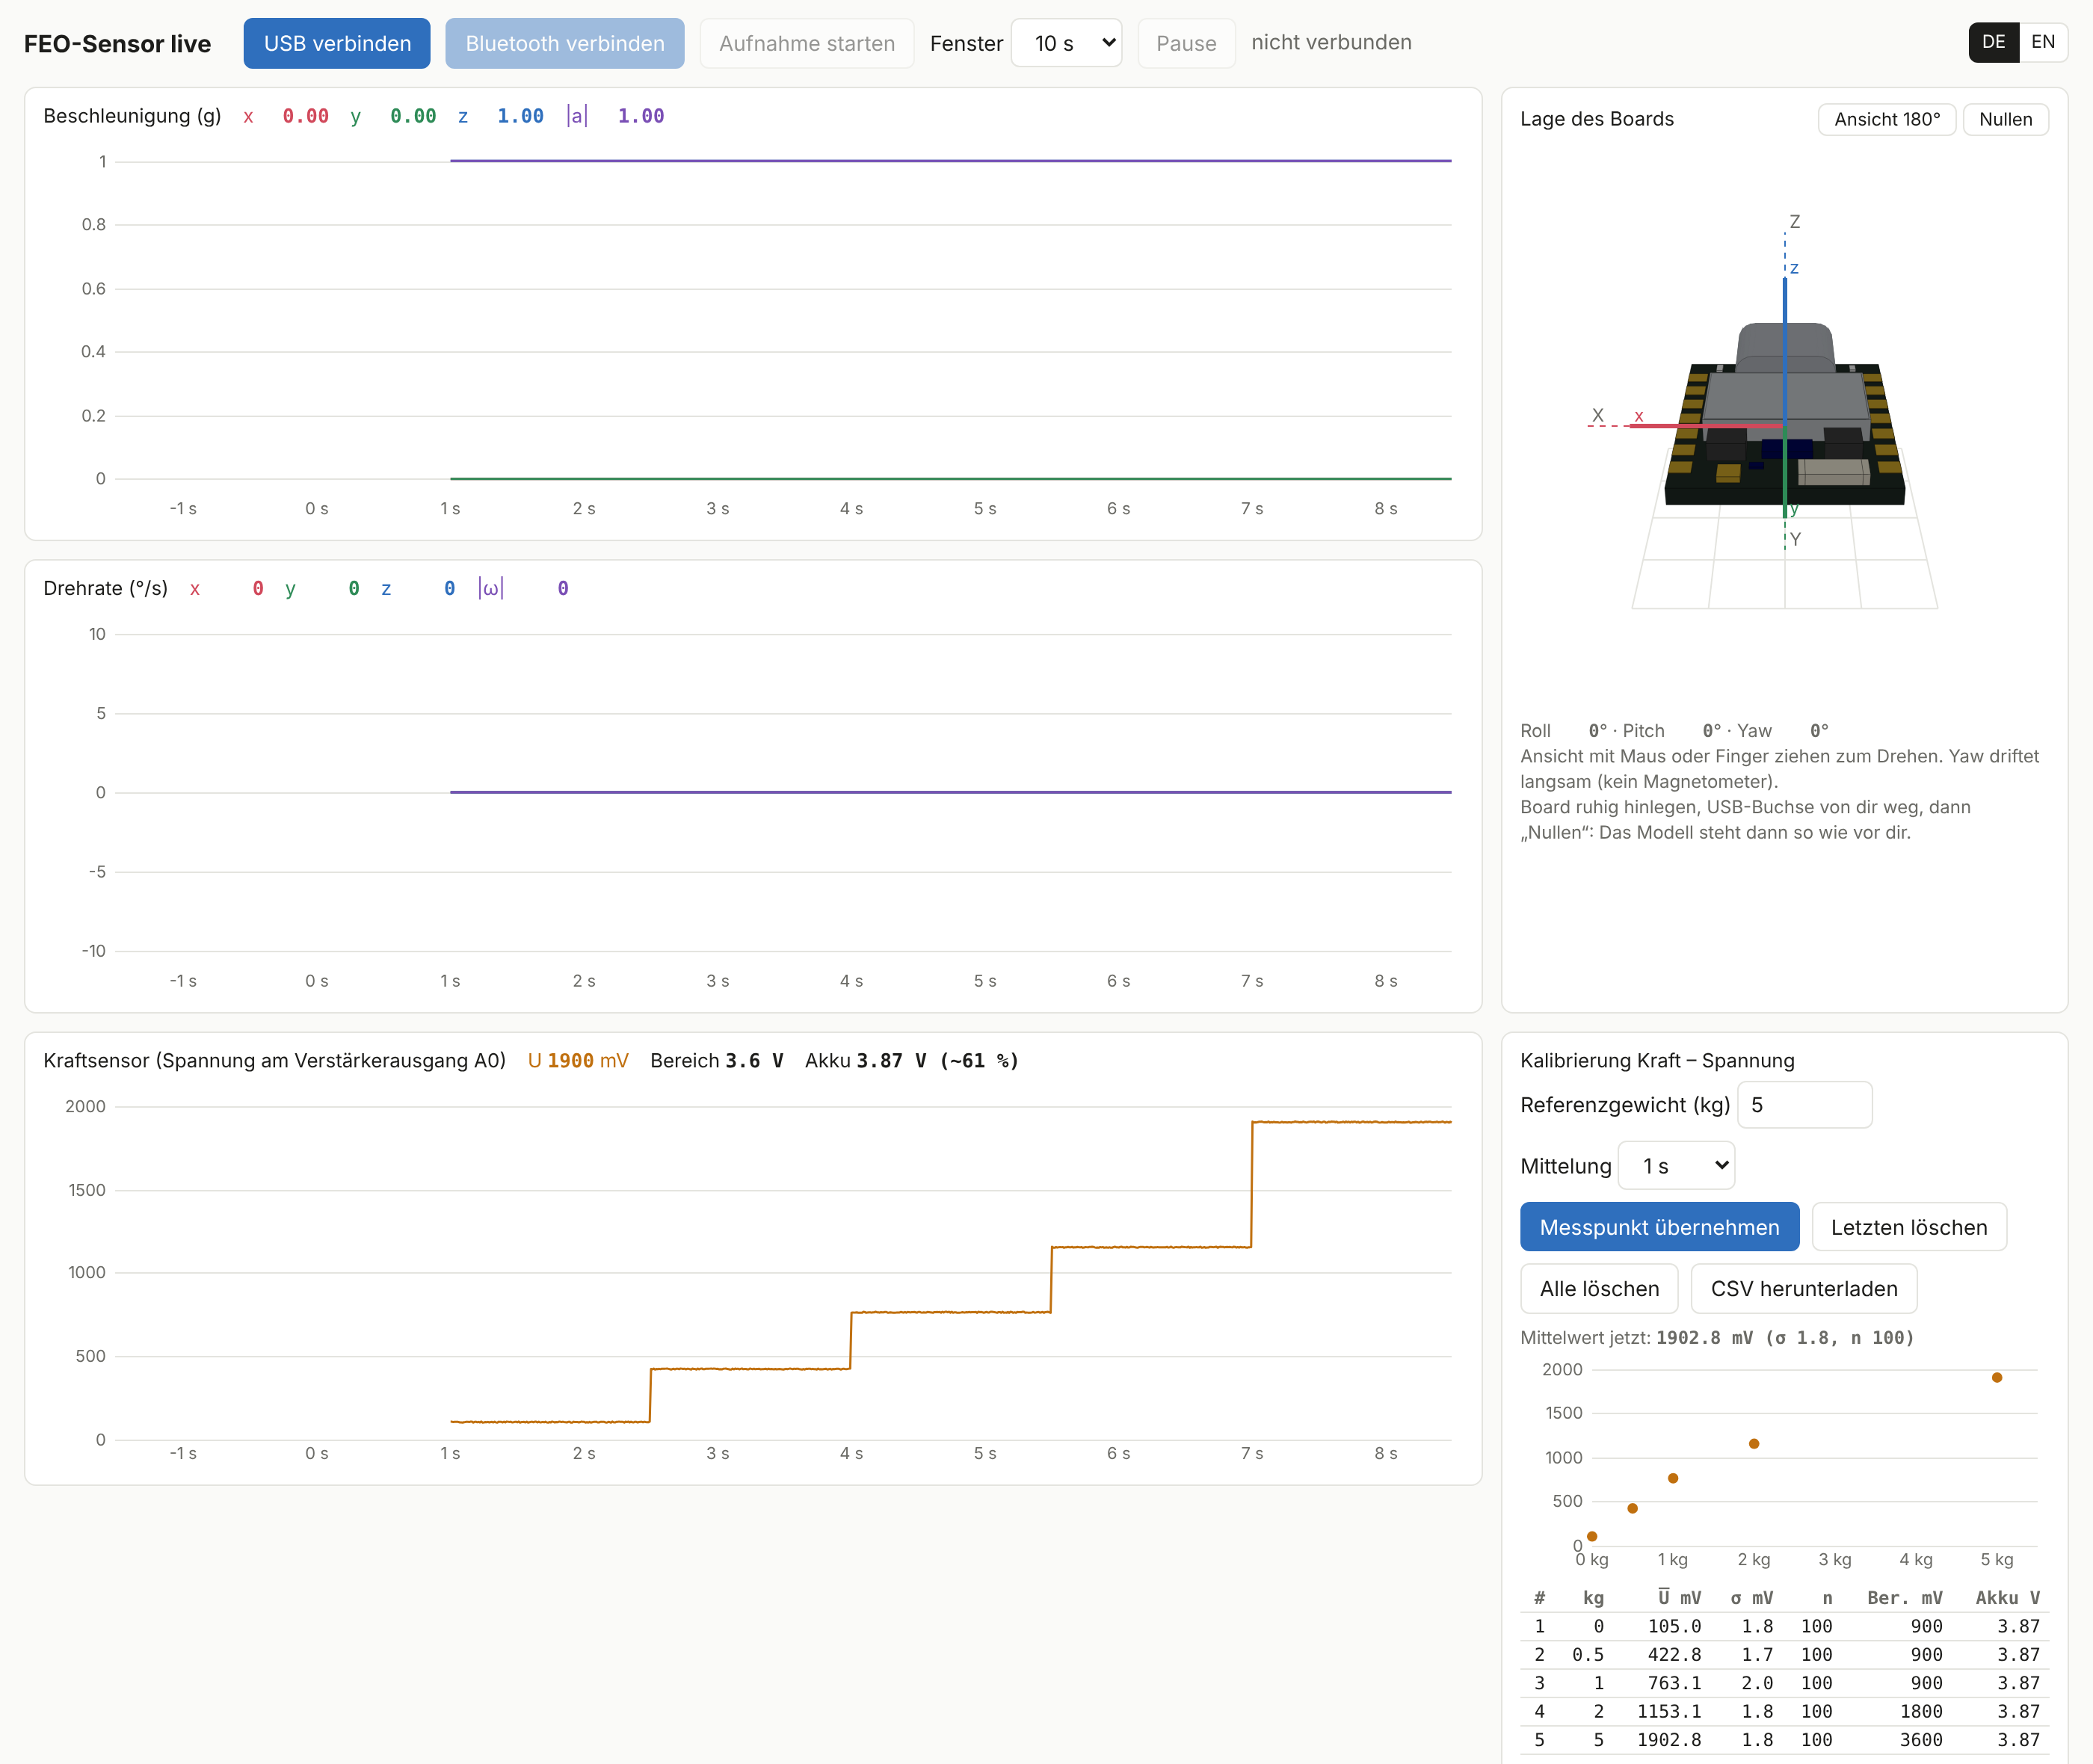 FEO-Sensor live USB verbinden Bluetooth verbinden Aufnahme starten Fenster 10 s Pause nicht verbunden DE EN
Beschleunigung (g) x 0.00 y 0.00 z 1.00 |a| 1.00
1
0.8
0.6
0.4
0.2
0
-1 s 0 s 1 s 2 s 3 s 4 s 5 s 6 s 7 s 8 s
Lage des Boards Ansicht 180° Nullen
Z
z
X x
y
Y
Roll 0° · Pitch 0° · Yaw 0°
Ansicht mit Maus oder Finger ziehen zum Drehen. Yaw driftet
langsam (kein Magnetometer).
Board ruhig hinlegen, USB-Buchse von dir weg, dann
„Nullen“: Das Modell steht dann so wie vor dir.
Drehrate (°/s) x 0 y 0 z 0 |ω| 0
10
5
0
-5
-10
-1 s 0 s 1 s 2 s 3 s 4 s 5 s 6 s 7 s 8 s
Kraftsensor (Spannung am Verstärkerausgang A0) U 1900 mV Bereich 3.6 V Akku 3.87 V (~61 %)
2000
1500
1000
500
0
-1 s 0 s 1 s 2 s 3 s 4 s 5 s 6 s 7 s 8 s
Kalibrierung Kraft – Spannung
Referenzgewicht (kg) 5
Mittelung 1 s
Messpunkt übernehmen Letzten löschen
Alle löschen CSV herunterladen
Mittelwert jetzt: 1902.8 mV (σ 1.8, n 100)
2000
1500
1000
500
0
0 kg 1 kg 2 kg 3 kg 4 kg 5 kg
# kg U̅ mV σ mV n Ber. mV Akku V
1 0 105.0 1.8 100 900 3.87
2 0.5 422.8 1.7 100 900 3.87
3 1 763.1 2.0 100 900 3.87
4 2 1153.1 1.8 100 1800 3.87
5 5 1902.8 1.8 100 3600 3.87